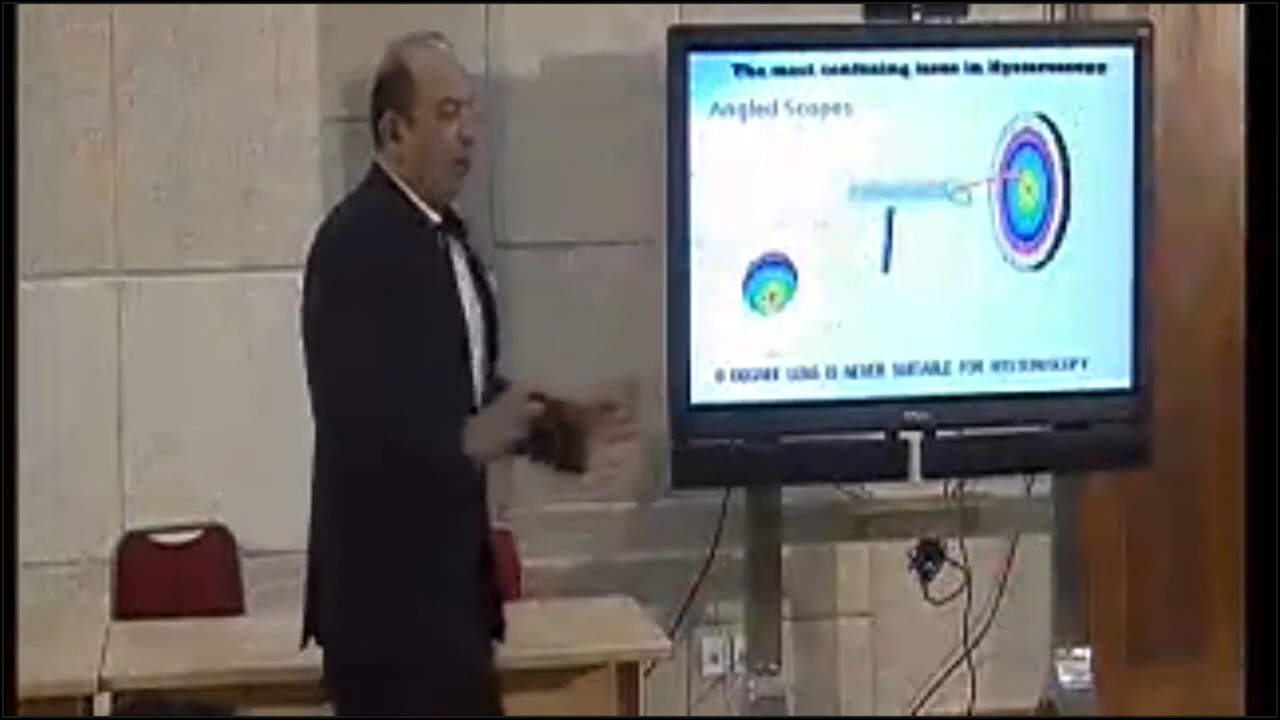 The most confusing issue in Hysteroscopy
Angled Scopes
0 DEGREE LENS IS NEVER SUITABLE FOR HYSTEROSCOPY